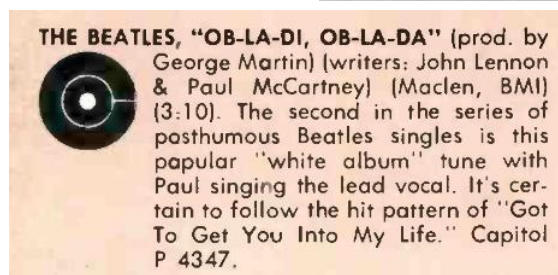 THE BEATLES, "OB-LA-DI, OB-LA-DA" (prod. by
George Martin) (writers: John Lennon
& Paul McCartney) (Maclen, BMI)
(3:10). The second in the series of
posthumous Beatles singles is this
papular "white album" tune with
Paul singing the lead vocal. It's cer-
tain to follow the hit pattern of "Got
To Get You Into My Life." Capitol
P 4347.